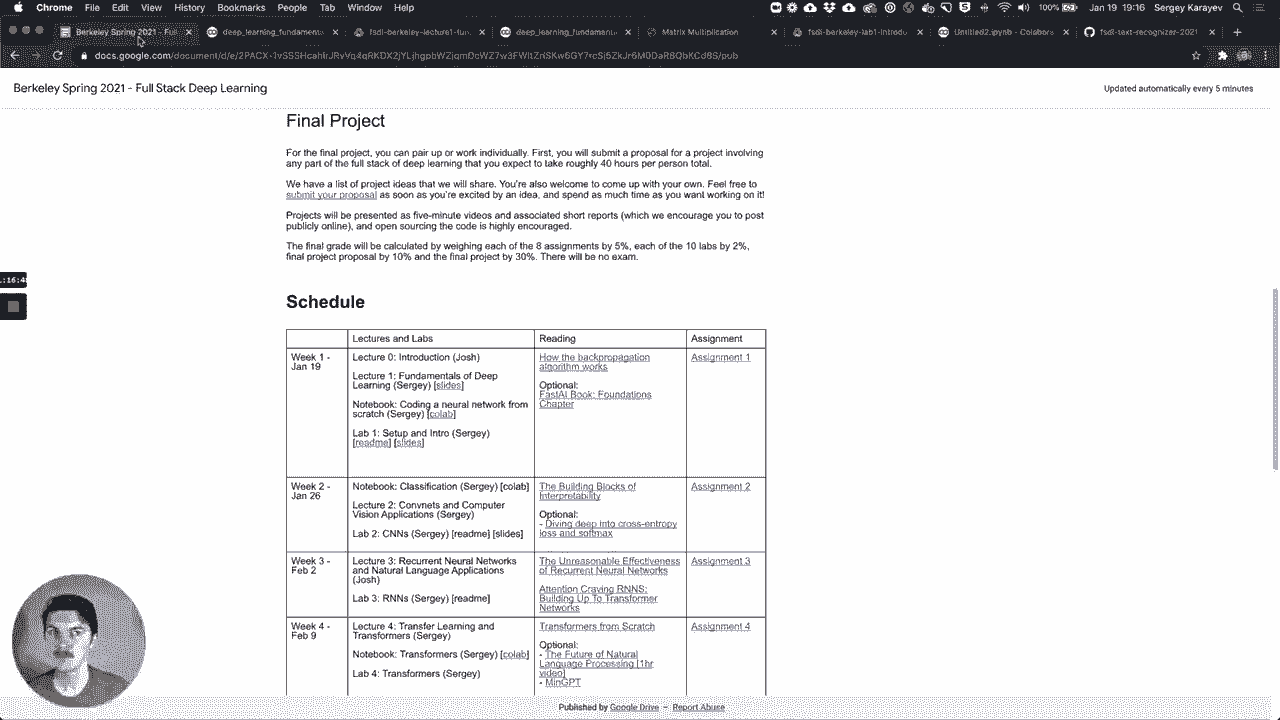 Chrome File Edit View History Bookmarks People Tab Window Help
100% Jan 19 19:16 Sergey Karayev
Berkeley Spring 2021 - Full
deep_learning_fundament
fsdl-berkeley-lecture1-fun
deep_learning_fundament
Matrix Multiplication
fsdl-berkeley-lab1-introdu
Untitled2.ipynb - Colabora
fsdl-text-recognizer-2021
Berkeley Spring 2021 - Full Stack Deep Learning
Updated automatically every 5 minutes
Final Project
For the final project, you can pair up or work individually. First, you will submit a proposal for a project involving
any part of the full stack of deep learning that you expect to take roughly 40 hours per person total.
We have a list of project ideas that we will share. You're also welcome to come up with your own. Feel free to
submit your proposal as soon as you're excited by an idea, and spend as much time as you want working on it!
Projects will be presented as five-minute videos and associated short reports (which we encourage you to post
publicly online), and open sourcing the code is highly encouraged.
The final grade will be calculated by weighing each of the 8 assignments by 5%, each of the 10 labs by 2%,
final project proposal by 10% and the final project by 30%. There will be no exam.
Schedule
Lectures and Labs
Reading
Assignment
Week 1 -
Jan 19
Lecture 0: Introduction (Josh)
Lecture 1: Fundamentals of Deep
Learning (Sergey) [slides]
Notebook: Coding a neural network from
scratch (Sergey) [colab]
Lab 1: Setup and Intro (Sergey)
[readme] [slides]
How the backpropagation
algorithm works
Optional:
FastAI Book: Foundations
Chapter
Assignment 1
Week 2 -
Jan 26
Notebook: Classification (Sergey) [colab]
Lecture 2: Convnets and Computer
Vision Applications (Sergey)
Lab 2: CNNs (Sergey) [readme] [slides]
The Building Blocks of
Interpretability
Optional:
- Diving deep into cross-entropy
loss and softmax
Assignment 2
Week 3 -
Feb 2
Lecture 3: Recurrent Neural Networks
and Natural Language Applications
(Josh)
Lab 3: RNNs (Sergey) [readme]
The Unreasonable Effectiveness
of Recurrent Neural Networks
Attention Craving RNNS:
Building Up To Transformer
Networks
Assignment 3
Week 4 -
Feb 9
Lecture 4: Transfer Learning and
Transformers (Sergey)
Notebook: Transformers (Sergey) [colab]
Lab 4: Transformers (Sergey)
Transformers from Scratch
Optional:
- The Future of Natural
Language Processing [1hr
video]
- MinGPT
Assignment 4
Published by Google Drive – Report Abuse